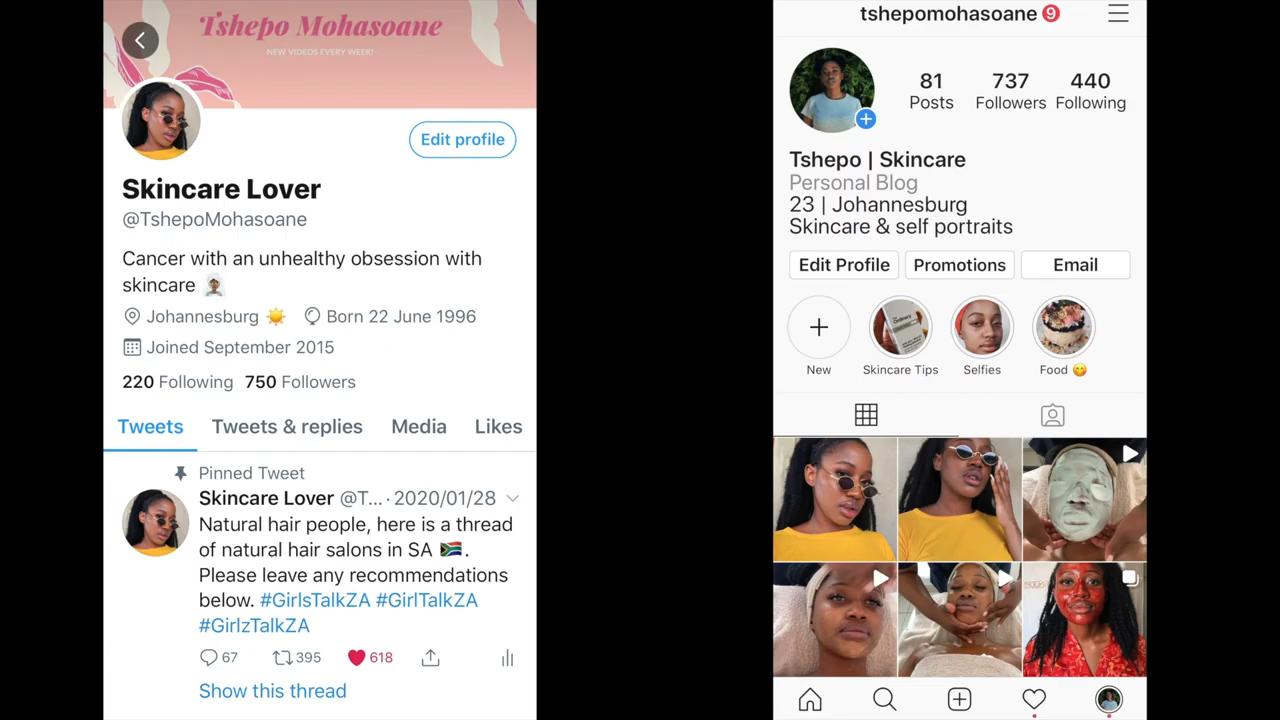 Tshepo Mohasoane
NEW VIDEOS EVERY WEEK!
Edit profile
Skincare Lover
@TshepoMohasoane
Cancer with an unhealthy obsession with
skincare 
Johannesburg ☀️ Born 22 June 1996
Joined September 2015
220 Following 750 Followers
Tweets Tweets & replies Media Likes
Pinned Tweet
Skincare Lover @T... · 2020/01/28
Natural hair people, here is a thread
of natural hair salons in SA 🇿🇦.
Please leave any recommendations
below. #GirlsTalkZA #GirlTalkZA
#GirlzTalkZA
67 395 618
Show this thread
tshepomohasoane 9
81 737 440
Posts Followers Following
Tshepo | Skincare
Personal Blog
23 | Johannesburg
Skincare & self portraits
Edit Profile Promotions Email
Ordinary
New Skincare Tips Selfies Food 😋